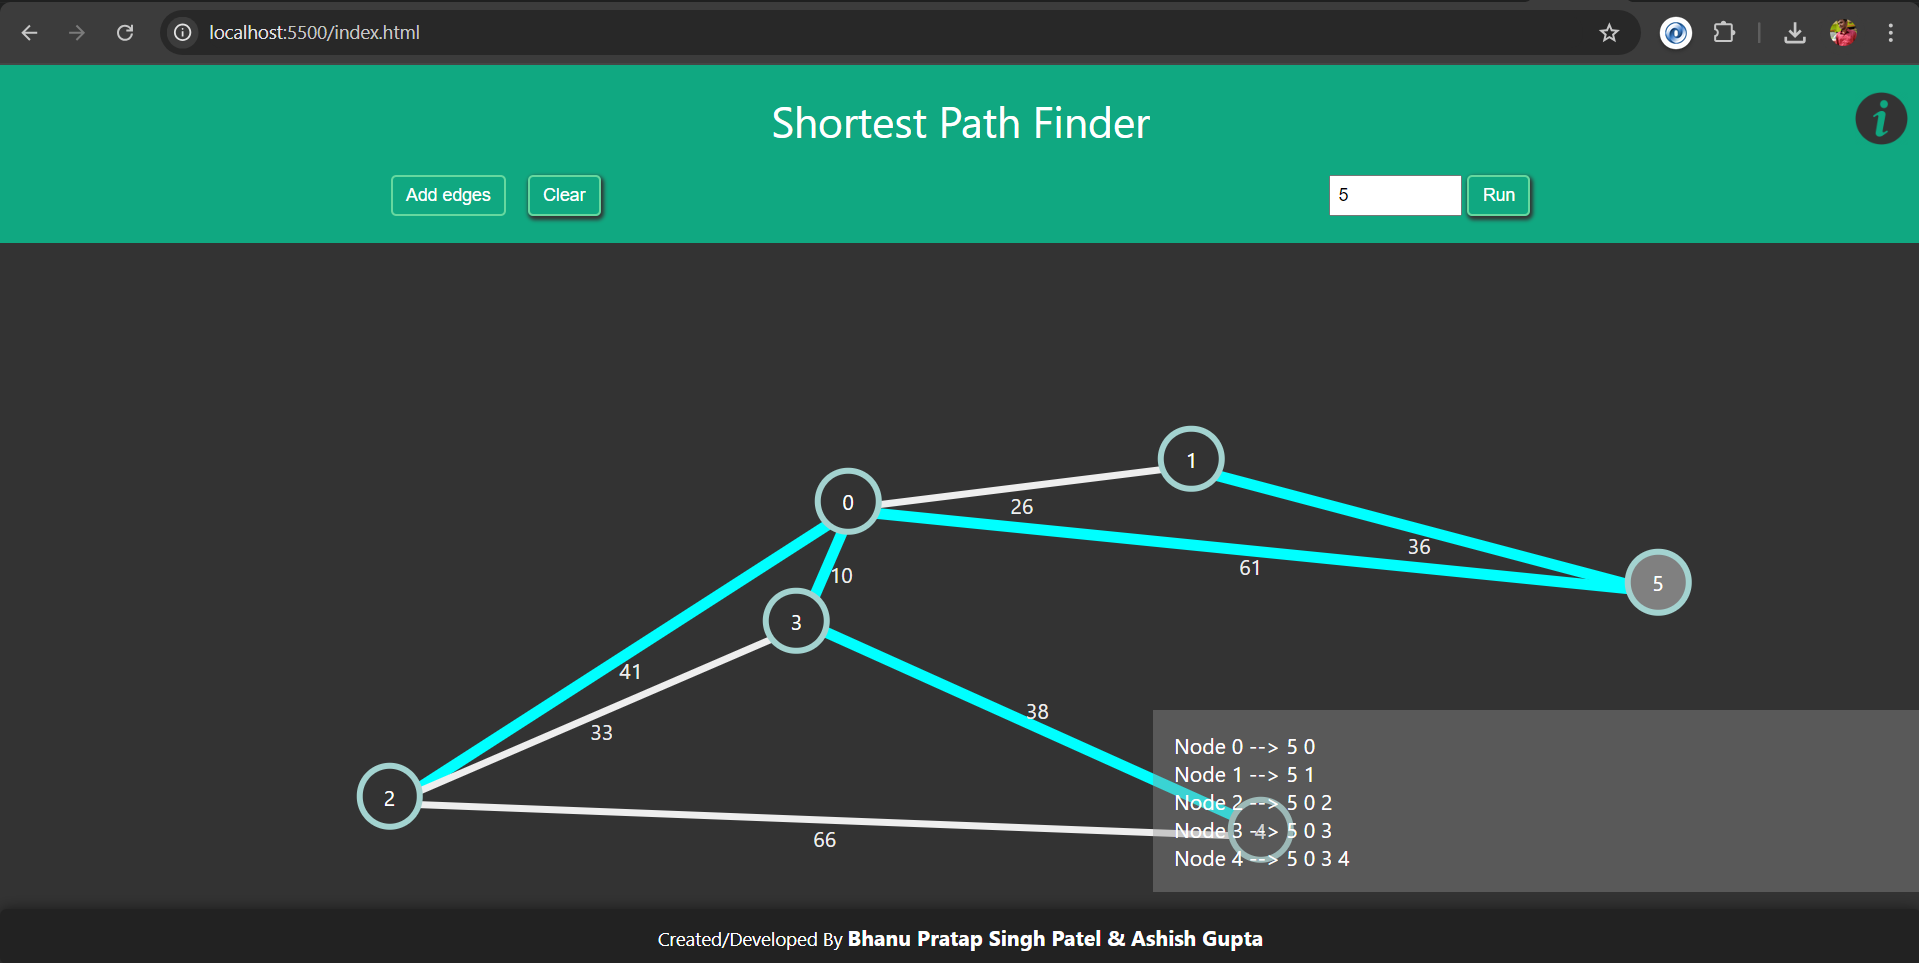 localhost:5500/index.html
Shortest Path Finder
i
Add edges
Clear
5
Run
1
0
26
36
10
61
5
3
41
38
33
Node 0 --> 5 0
Node 1 --> 5 1
2
Node 2 --> 5 0 2
4
Node 3 --> 5 0 3
66
Node 4 --> 5 0 3 4
Created/Developed By Bhanu Pratap Singh Patel & Ashish Gupta